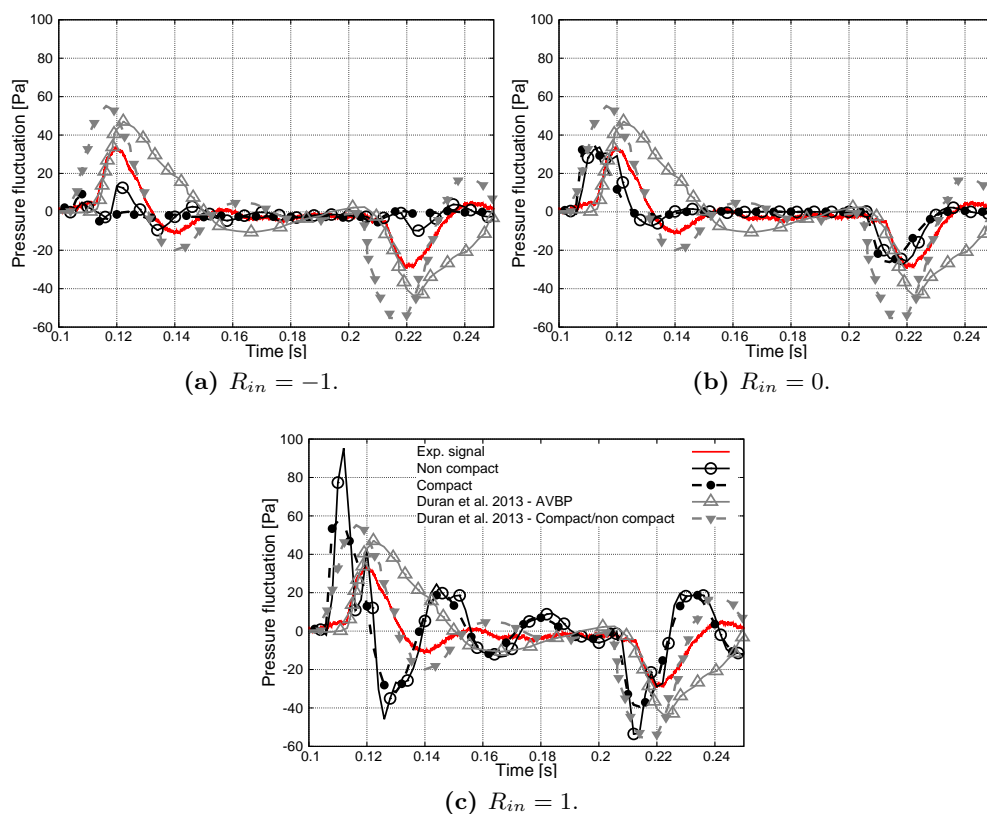 100
80
60
40
20
0
-20
-40
-60
Pressure fluctuation [Pa]
0.1 0.12 0.14 0.16 0.18 0.2 0.22 0.24
Time [s]
(a) R_in = −1.
100
80
60
40
20
0
-20
-40
-60
Pressure fluctuation [Pa]
0.1 0.12 0.14 0.16 0.18 0.2 0.22 0.24
Time [s]
(b) R_in = 0.
100
80
60
40
20
0
-20
-40
-60
Pressure fluctuation [Pa]
Exp. signal
Non compact
Compact
Duran et al. 2013 - AVBP
Duran et al. 2013 - Compact/non compact
0.1 0.12 0.14 0.16 0.18 0.2 0.22 0.24
Time [s]
(c) R_in = 1.